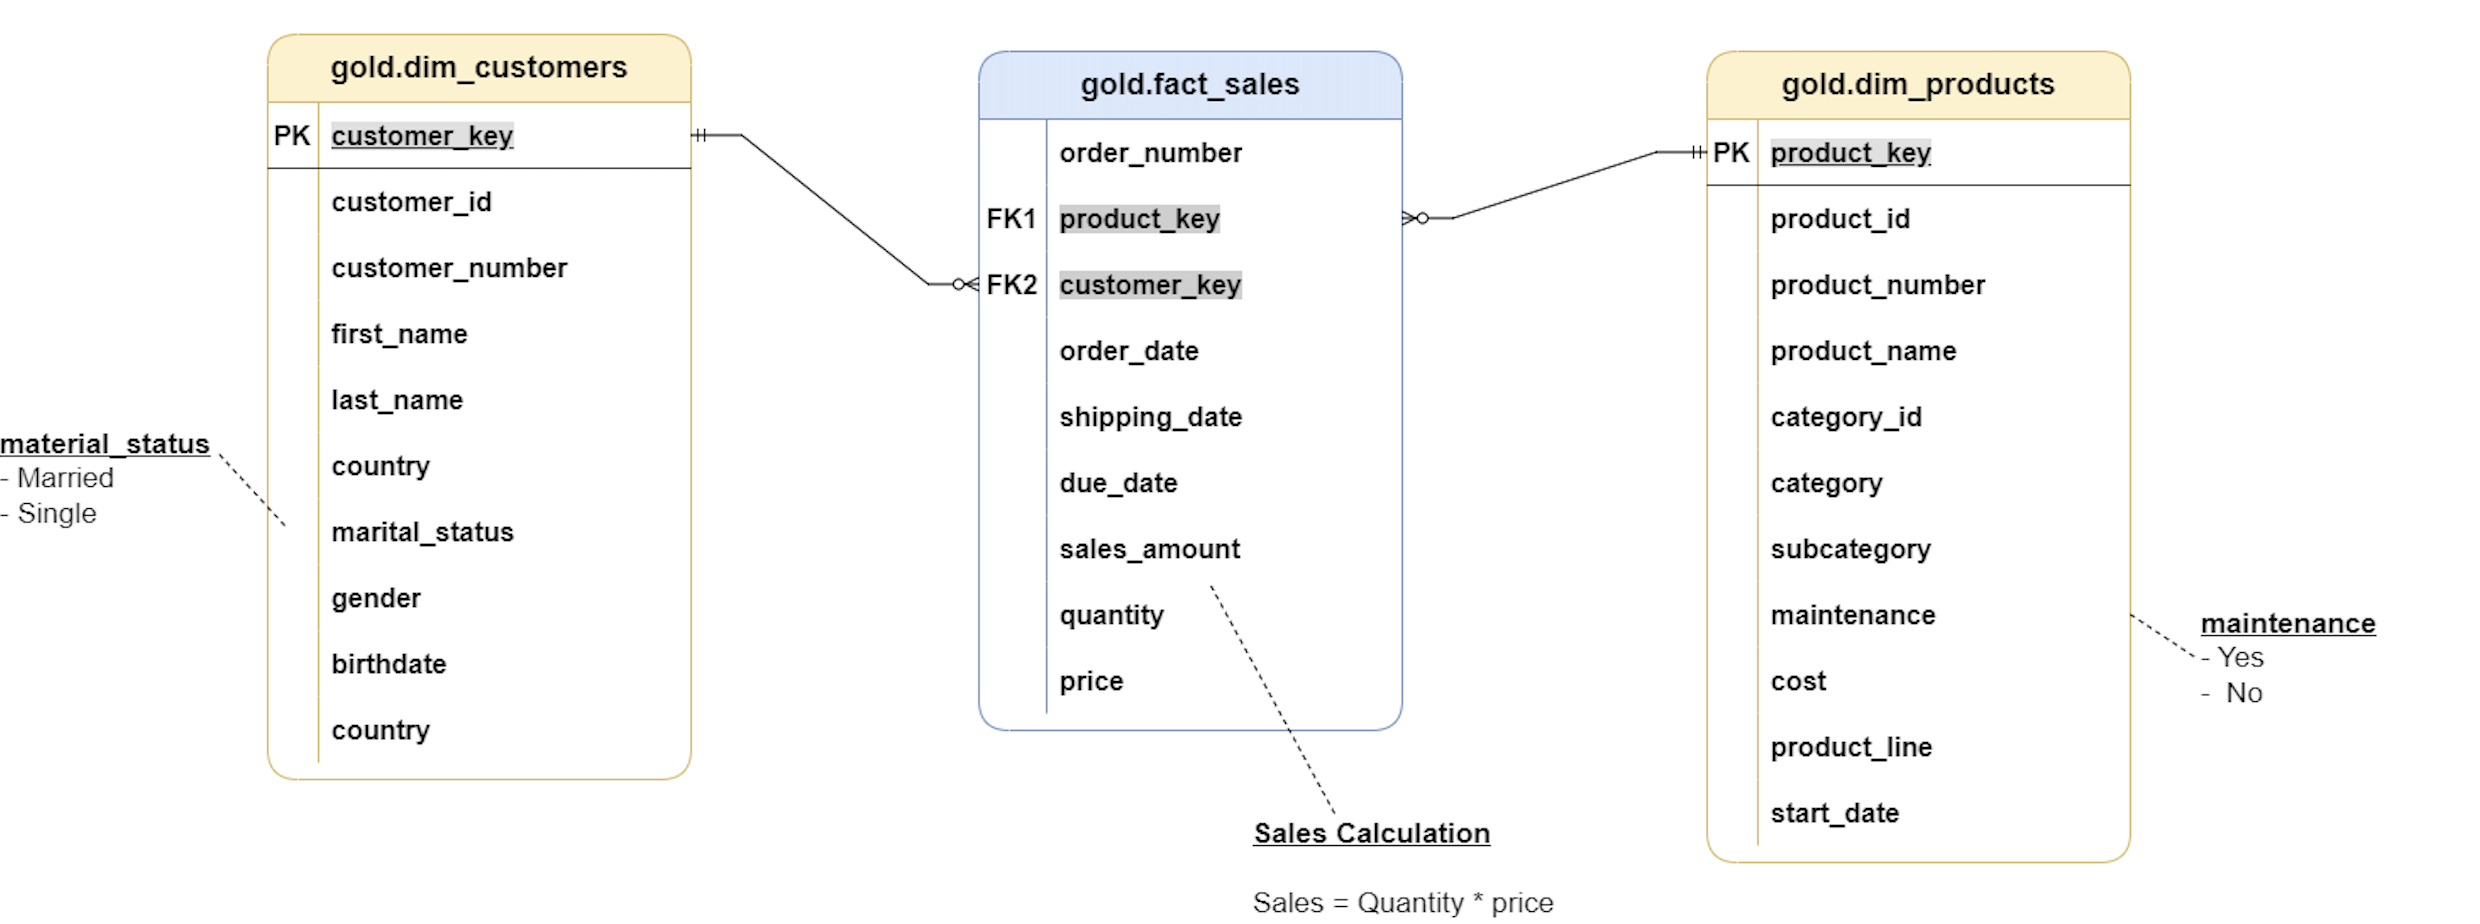 gold.dim_customers
PK customer_key
customer_id
customer_number
first_name
last_name
country
marital_status
gender
birthdate
country
material_status
- Married
- Single
gold.fact_sales
order_number
FK1 product_key
FK2 customer_key
order_date
shipping_date
due_date
sales_amount
quantity
price
Sales Calculation
Sales = Quantity * price
gold.dim_products
PK product_key
product_id
product_number
product_name
category_id
category
subcategory
maintenance
cost
product_line
start_date
maintenance
- Yes
- No